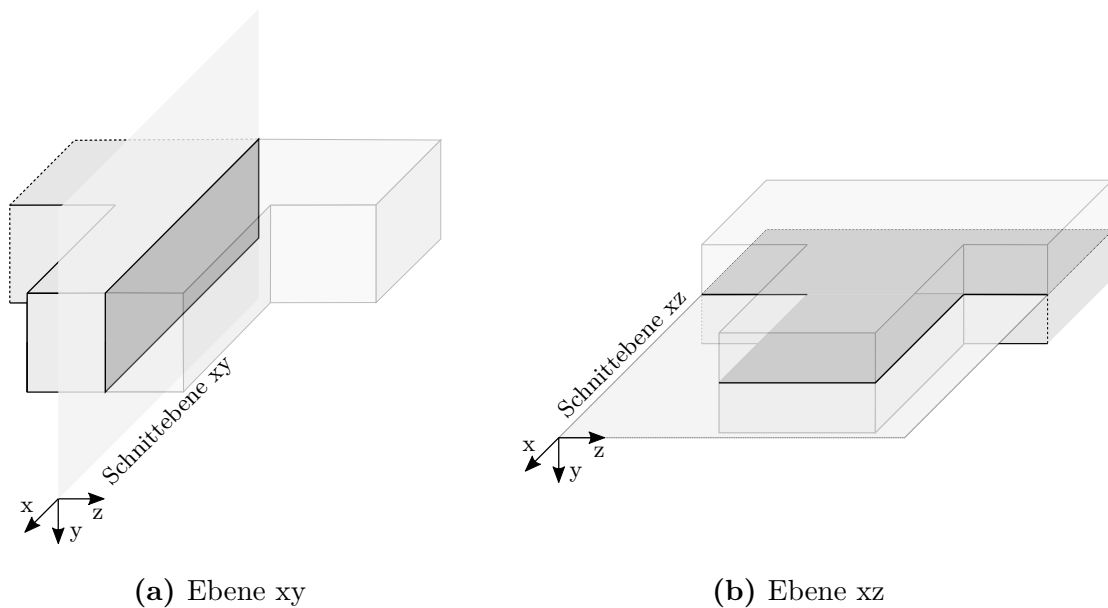 Schnittebene xy
x
z
y
(a) Ebene xy
Schnittebene xz
x
z
y
(b) Ebene xz